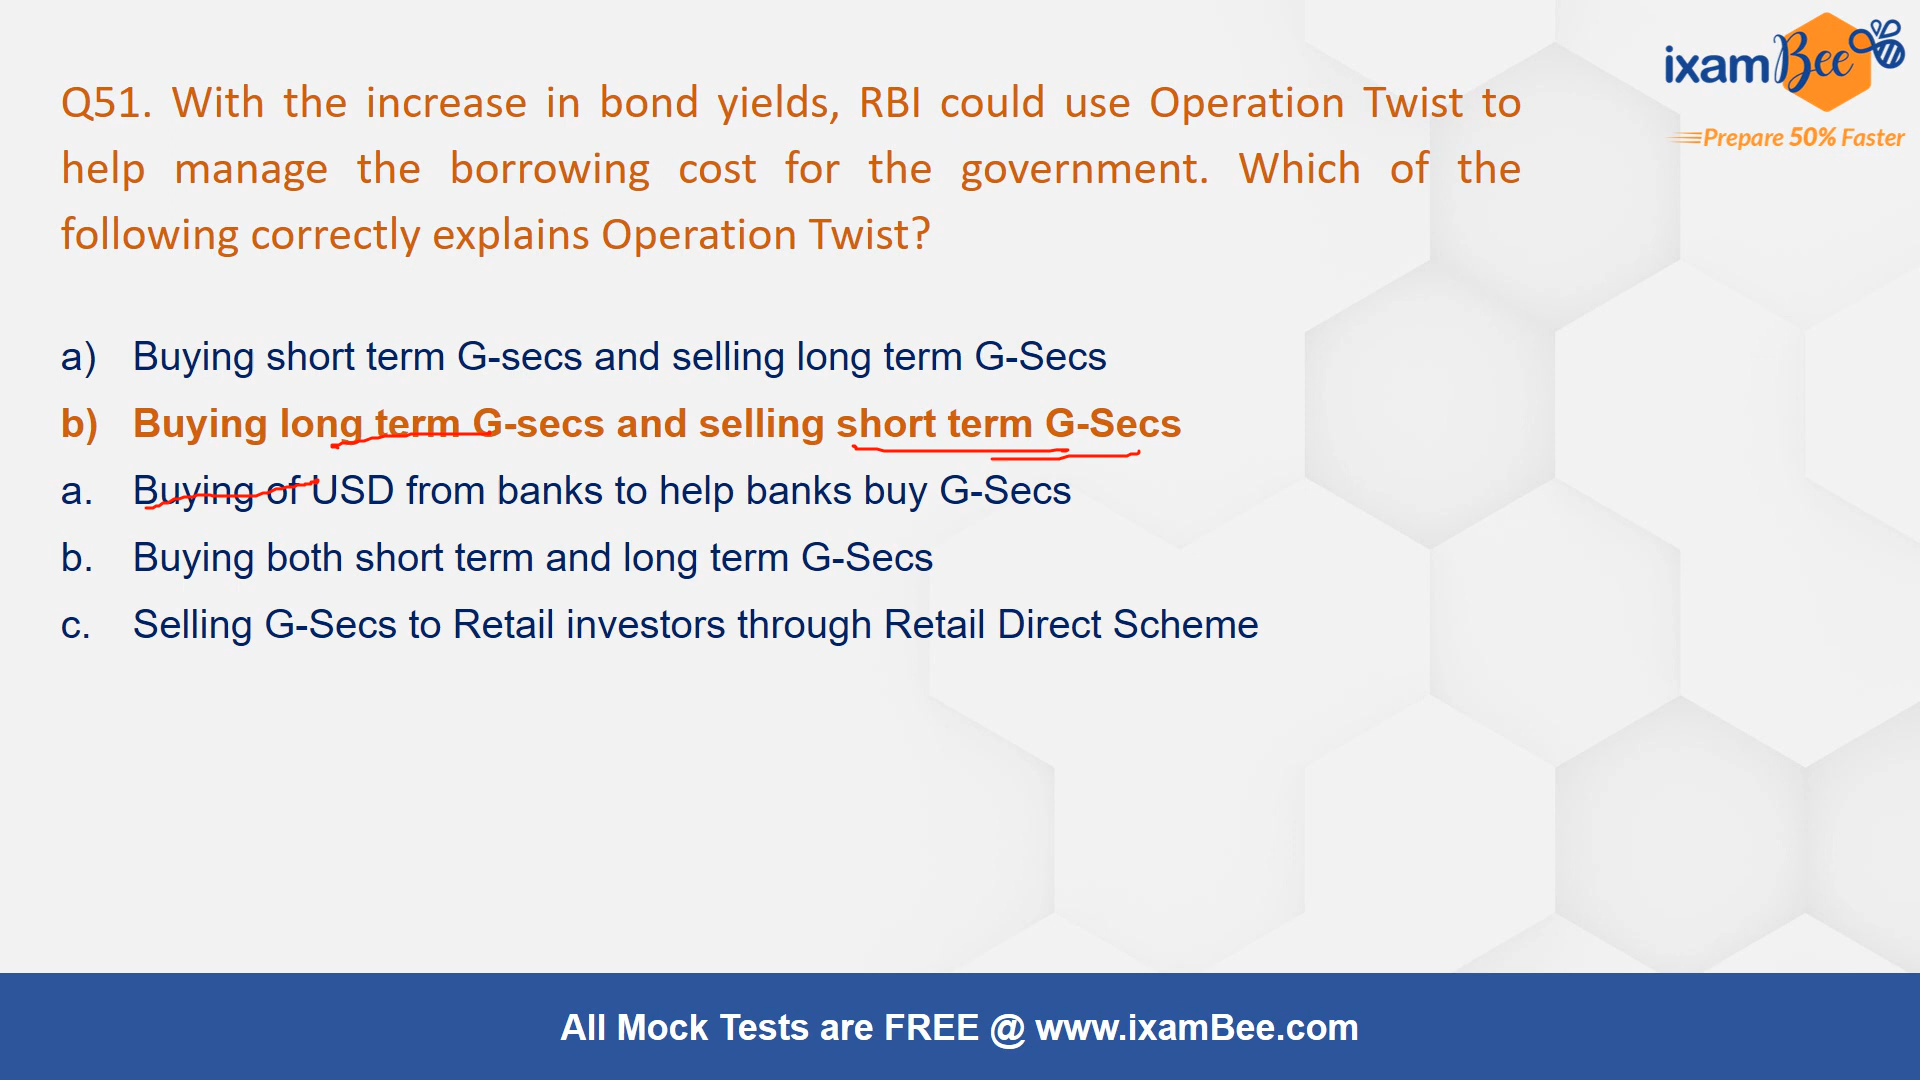 ixamBee
Prepare 50% Faster
Q51. With the increase in bond yields, RBI could use Operation Twist to
help manage the borrowing cost for the government. Which of the
following correctly explains Operation Twist?
a) Buying short term G-secs and selling long term G-Secs
b) Buying long term G-secs and selling short term G-Secs
a. Buying of USD from banks to help banks buy G-Secs
b. Buying both short term and long term G-Secs
c. Selling G-Secs to Retail investors through Retail Direct Scheme
All Mock Tests are FREE @ www.ixamBee.com